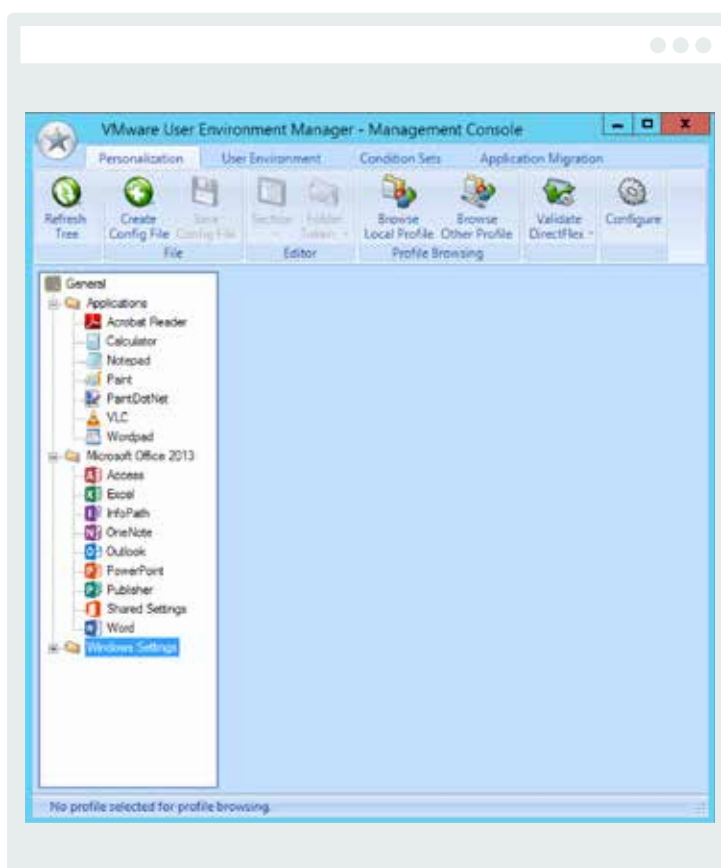 VMware User Environment Manager - Management Console
Personalization User Environment Condition Sets Application Migration
Refresh Tree
Create Config File
Save Config File
Section
Folder Token
Browse Local Profile
Browse Other Profile
Validate DirectFlex
Configure
File Editor Profile Browsing
General
Applications
Acrobat Reader
Calculator
Notepad
Paint
PaintDotNet
VLC
Wordpad
Microsoft Office 2013
Access
Excel
InfoPath
OneNote
Outlook
PowerPoint
Publisher
Shared Settings
Word
Windows Settings
No profile selected for profile browsing.